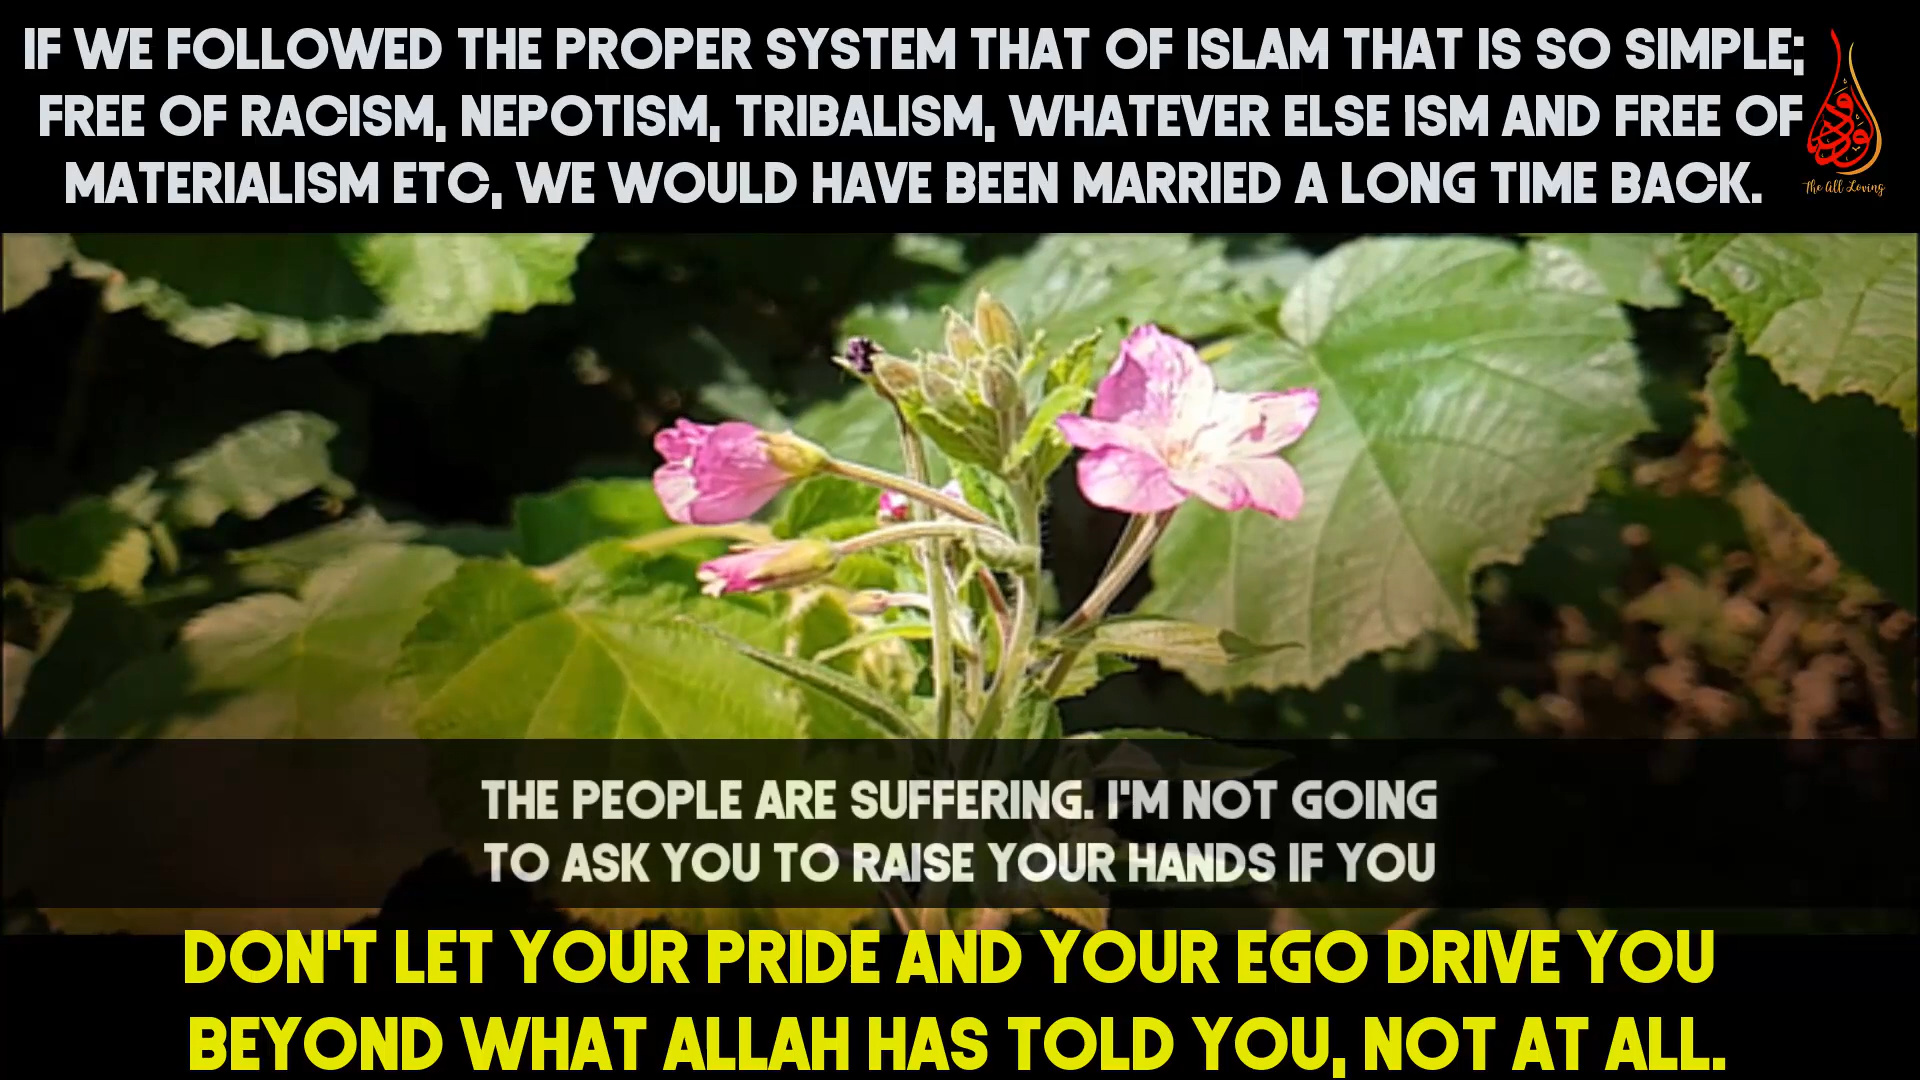 IF WE FOLLOWED THE PROPER SYSTEM THAT OF ISLAM THAT IS SO SIMPLE;
FREE OF RACISM, NEPOTISM, TRIBALISM, WHATEVER ELSE ISM AND FREE OF
MATERIALISM ETC, WE WOULD HAVE BEEN MARRIED A LONG TIME BACK.
The All Loving
THE PEOPLE ARE SUFFERING. I'M NOT GOING
TO ASK YOU TO RAISE YOUR HANDS IF YOU
DON'T LET YOUR PRIDE AND YOUR EGO DRIVE YOU
BEYOND WHAT ALLAH HAS TOLD YOU, NOT AT ALL.